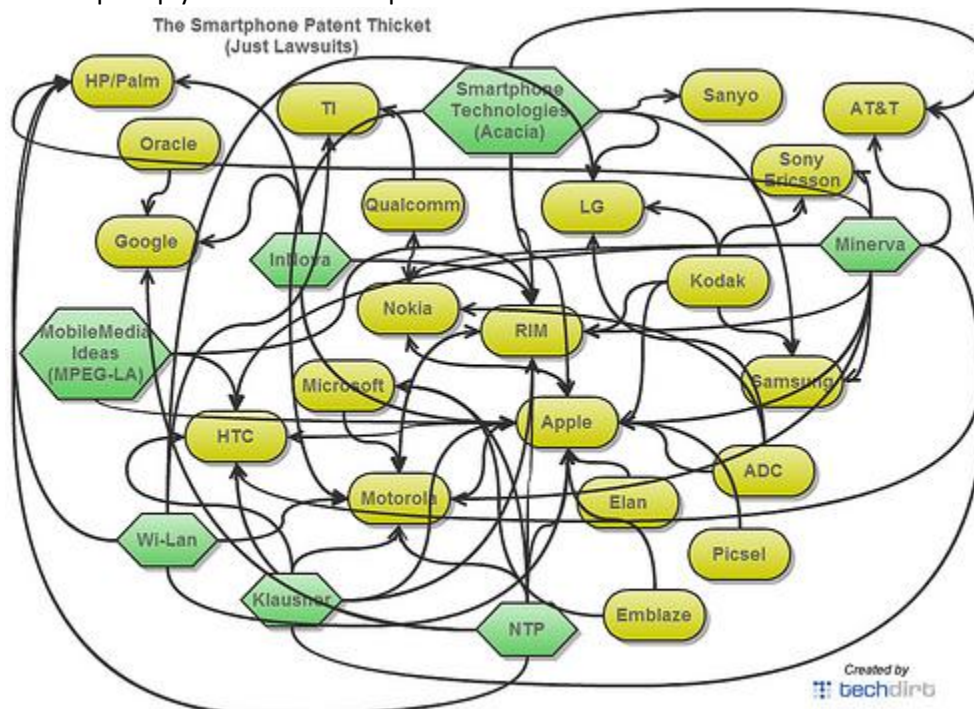 The Smartphone Patent Thicket
(Just Lawsuits)
HP/Palm
TI
Smartphone
Technologies
(Acacia)
Sanyo
AT&T
Oracle
Sony
Ericsson
Qualcomm
LG
Google
InNova
Minerva
Kodak
Nokia
RIM
MobileMedia
Ideas
(MPEG-LA)
Microsoft
Samsung
Apple
HTC
ADC
Motorola
Elan
Wi-Lan
Picsel
Klausner
Emblaze
NTP
Created by
techdirt